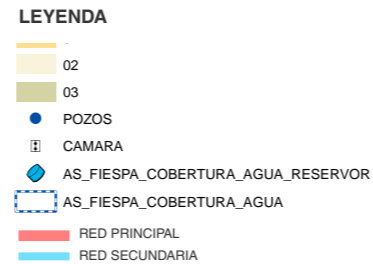 LEYENDA
02
03
POZOS
CAMARA
AS_FIESPA_COBERTURA_AGUA_RESERVOR
AS_FIESPA_COBERTURA_AGUA
RED PRINCIPAL
RED SECUNDARIA